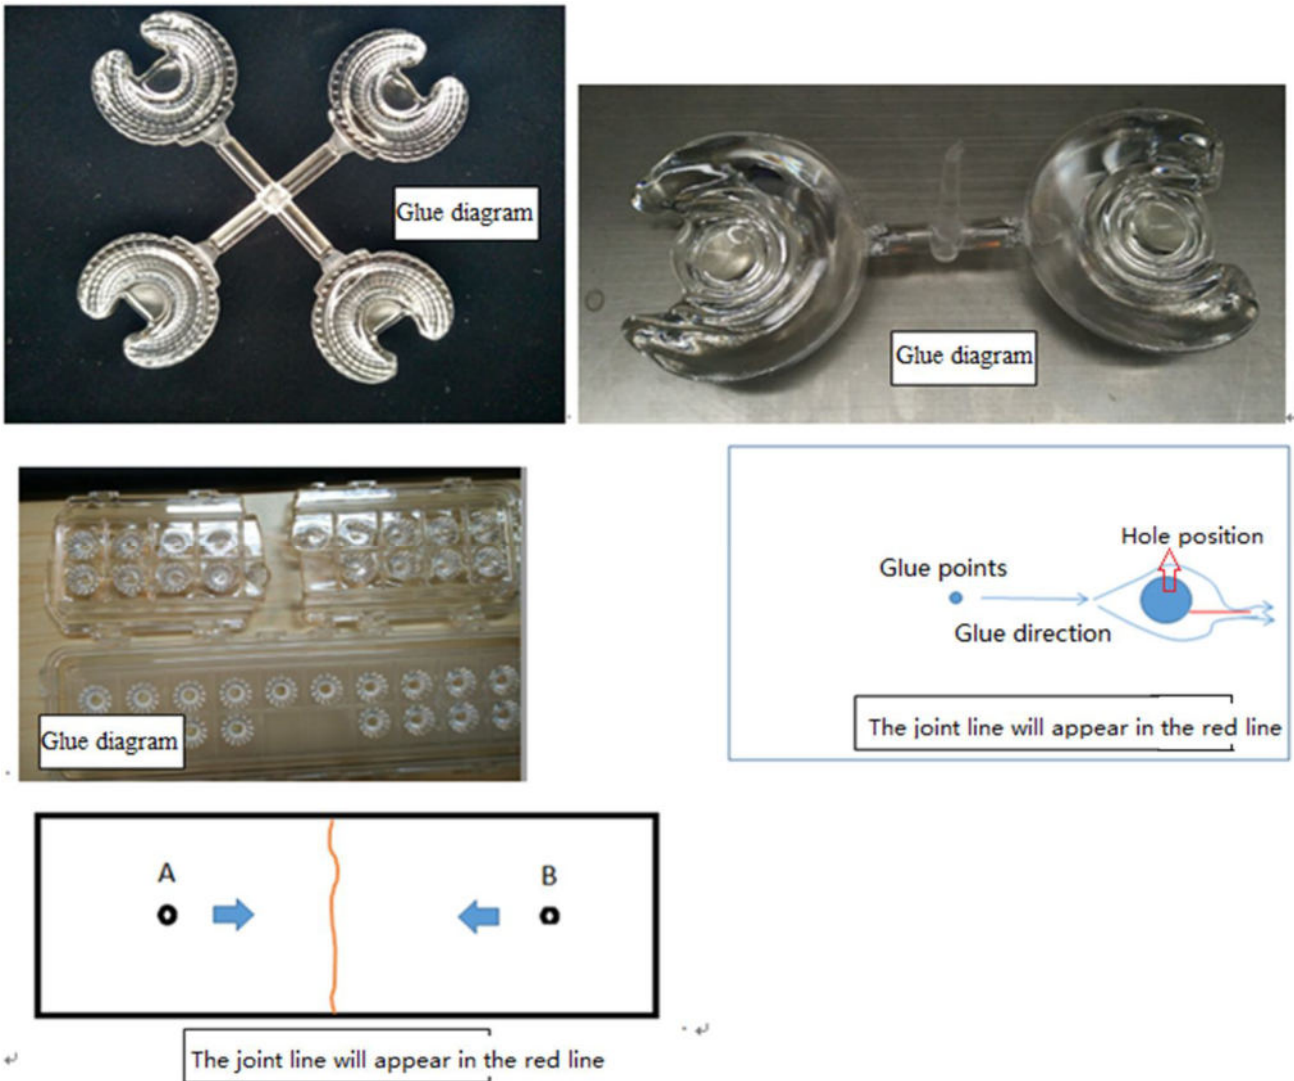 Glue diagram
Glue diagram
Glue diagram
Hole position
Glue points
Glue direction
The joint line will appear in the red line
A
B
The joint line will appear in the red line